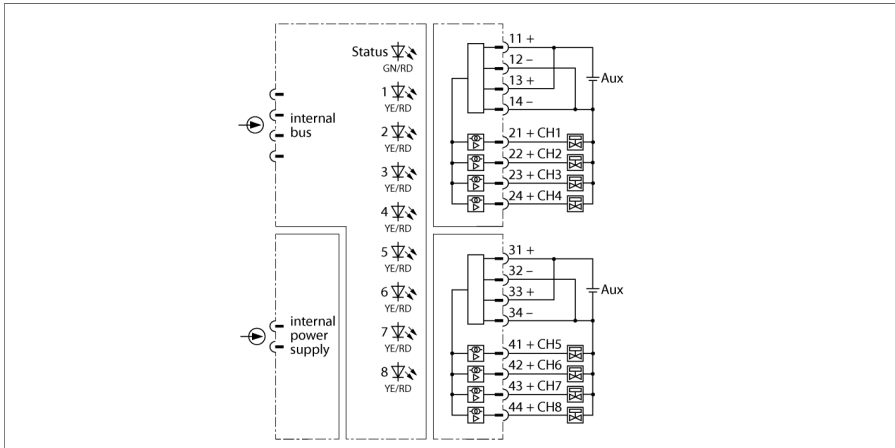 Status
GN/RD
1
YE/RD
2
YE/RD
3
YE/RD
4
YE/RD
5
YE/RD
6
YE/RD
7
YE/RD
8
YE/RD
internal
bus
internal
power
supply
11 +
12 –
13 +
14 –
Aux
21 + CH1
22 + CH2
23 + CH3
24 + CH4
31 +
32 –
33 +
34 –
Aux
41 + CH5
42 + CH6
43 + CH7
44 + CH8